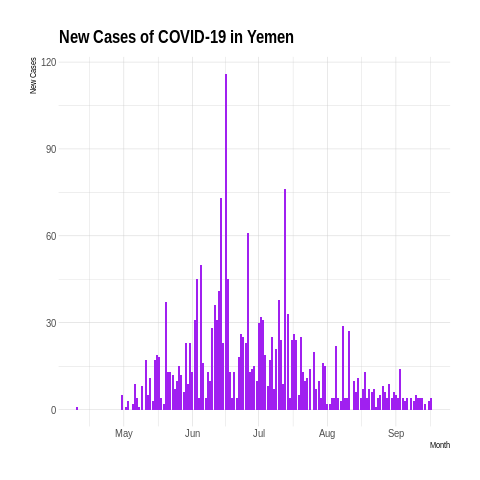 New Cases of COVID-19 in Yemen
New Cases
120
90
60
30
0
May Jun Jul Aug Sep
Month